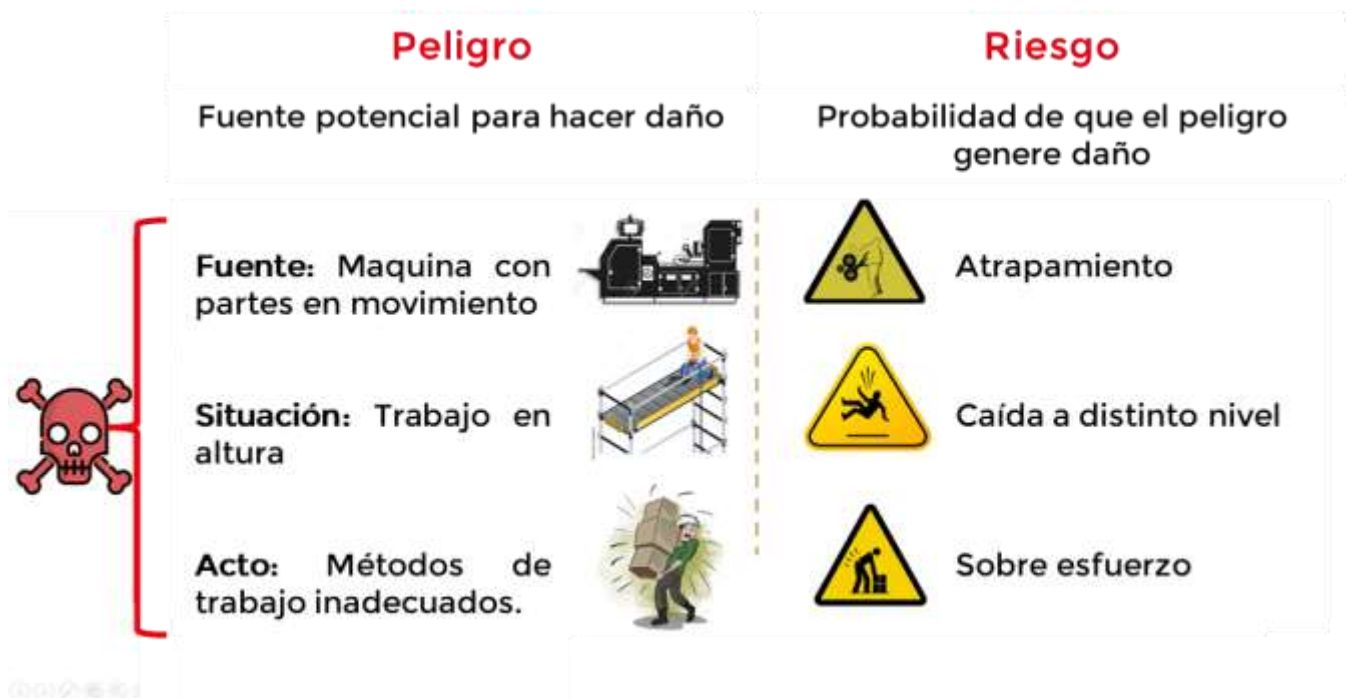 Peligro
Riesgo
Fuente potencial para hacer daño
Probabilidad de que el peligro
genere daño
Fuente: Maquina con
partes en movimiento
Atrapamiento
Situación: Trabajo en
altura
Caída a distinto nivel
Acto: Métodos de
trabajo inadecuados.
Sobre esfuerzo